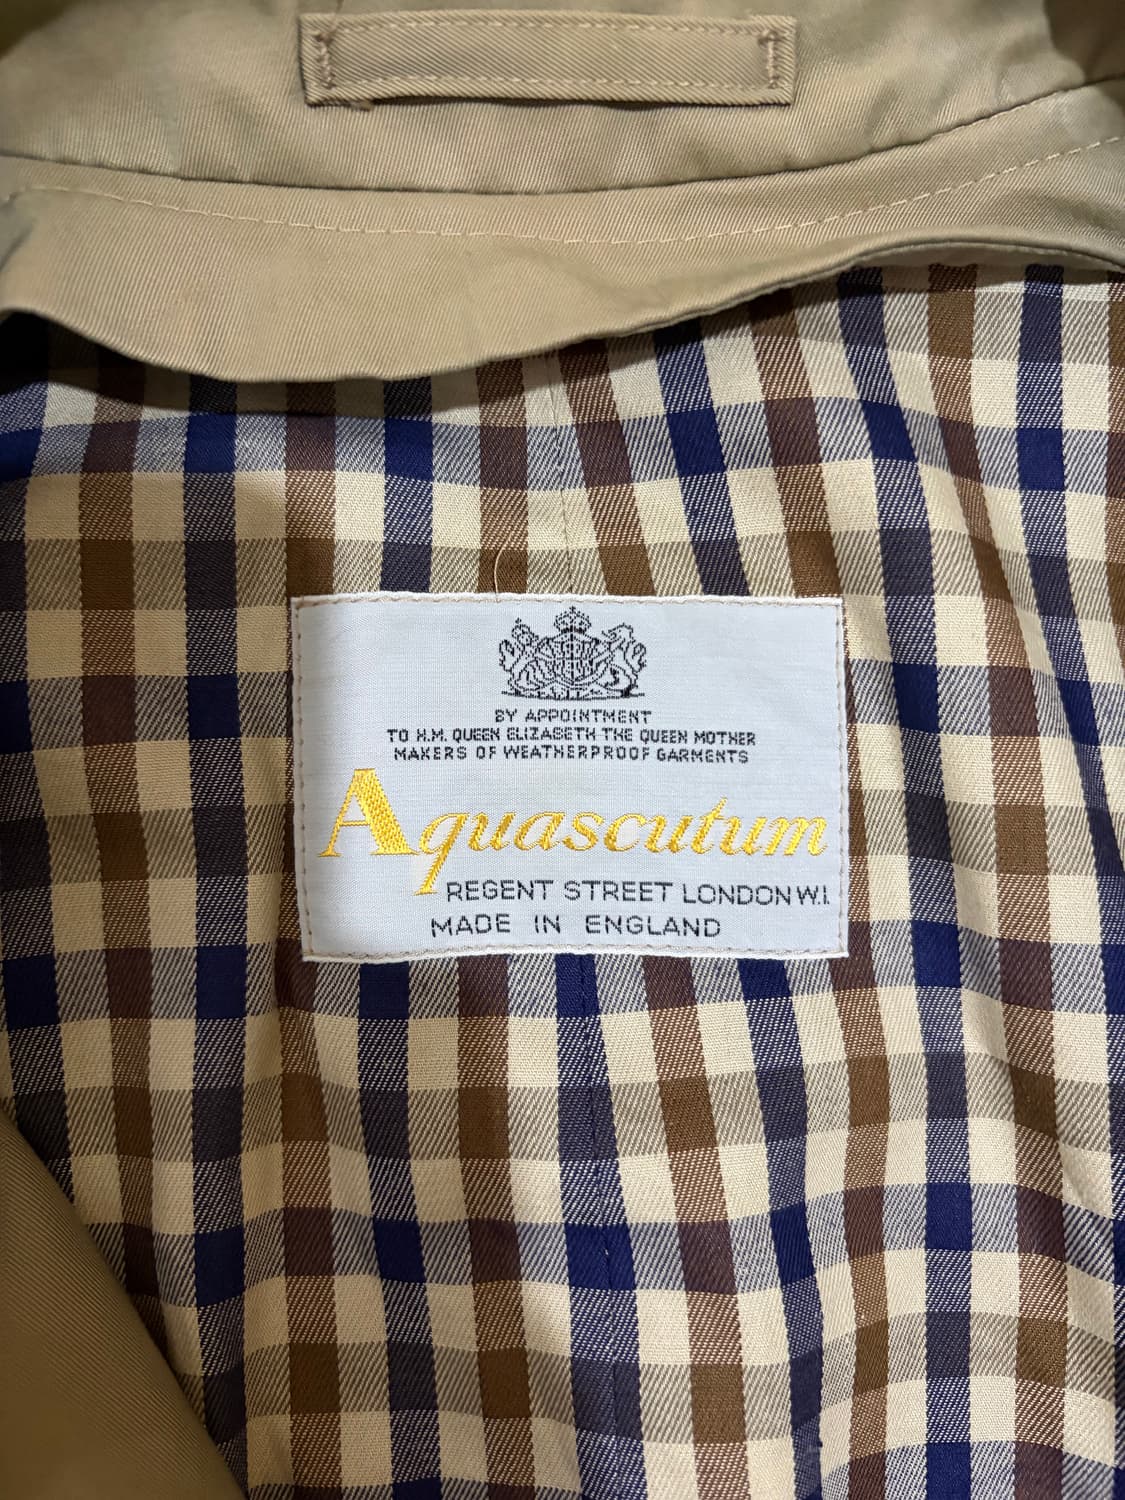 BY APPOINTMENT
TO H.M. QUEEN ELIZABETH THE QUEEN MOTHER
MAKERS OF WEATHERPROOF GARMENTS
Aquascutum
REGENT STREET LONDON W.1.
MADE IN ENGLAND